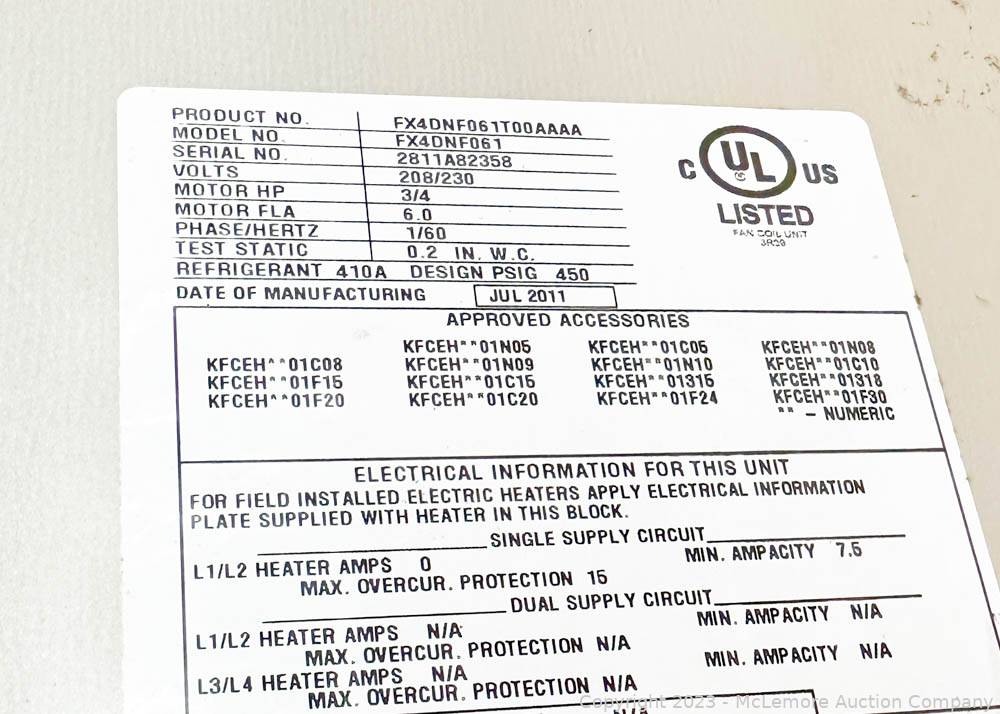 PRODUCT NO. FX4DNF061T00AAAA
MODEL NO. FX4DNF061
SERIAL NO. 2811A82358
VOLTS 208/230
MOTOR HP 3/4
MOTOR FLA 6.0
PHASE/HERTZ 1/60
TEST STATIC 0.2 IN. W.C.
REFRIGERANT 410A DESIGN PSIG 450
DATE OF MANUFACTURING JUL 2011
C UL US
LISTED
FAN COIL UNIT
3R29
APPROVED ACCESSORIES
KFCEH**01N05 KFCEH**01C05 KFCEH**01N08
KFCEH**01C08 KFCEH**01N09 KFCEH**01N10 KFCEH**01C10
KFCEH**01F15 KFCEH**01C15 KFCEH**01315 KFCEH**01318
KFCEH**01F20 KFCEH**01C20 KFCEH**01F24 KFCEH**01F30
** - NUMERIC
ELECTRICAL INFORMATION FOR THIS UNIT
FOR FIELD INSTALLED ELECTRIC HEATERS APPLY ELECTRICAL INFORMATION
PLATE SUPPLIED WITH HEATER IN THIS BLOCK.
SINGLE SUPPLY CIRCUIT
L1/L2 HEATER AMPS 0 MIN. AMPACITY 7.5
MAX. OVERCUR. PROTECTION 15
DUAL SUPPLY CIRCUIT
L1/L2 HEATER AMPS N/A MIN. AMPACITY N/A
MAX. OVERCUR. PROTECTION N/A
L3/L4 HEATER AMPS N/A MIN. AMPACITY N/A
MAX. OVERCUR. PROTECTION N/A
N/A
Copyright 2023 - McLemore Auction Company